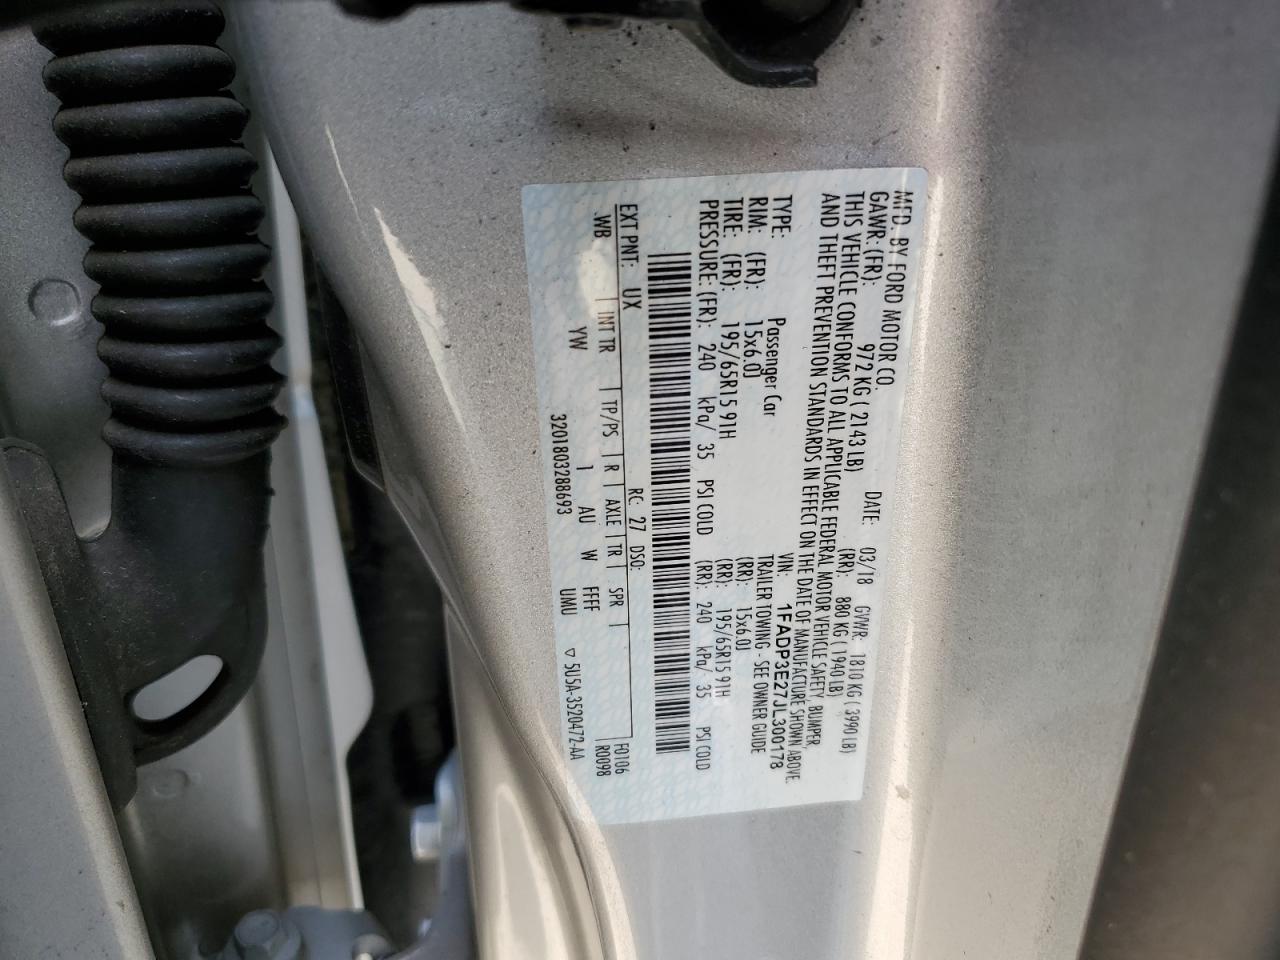 MFD. BY FORD MOTOR CO.
DATE: 03/18 GVWR: 1810 KG ( 3990 LB)
GAWR: (FR): 972 KG ( 2143 LB) (RR): 880 KG ( 1940 LB)
THIS VEHICLE CONFORMS TO ALL APPLICABLE FEDERAL MOTOR VEHICLE SAFETY, BUMPER,
AND THEFT PREVENTION STANDARDS IN EFFECT ON THE DATE OF MANUFACTURE SHOWN ABOVE.
VIN: 1FADP3E27JL300178
TYPE: Passenger Car TRAILER TOWING - SEE OWNER GUIDE
RIM: (FR): 15x6.0J (RR): 15x6.0J
TIRE: (FR): 195/65R15 91H (RR): 195/65R15 91H
PRESSURE: (FR): 240 kPa/ 35 PSI COLD (RR): 240 kPa/ 35 PSI COLD
EXT PNT: UX RC: 27 DSO: F0106
WB | INT TR | TP/PS | R | AXLE | TR | SPR | R0098
YW 1 AU W FFFF
3201803288693 UMU ▽ 5U5A-3520472-AA